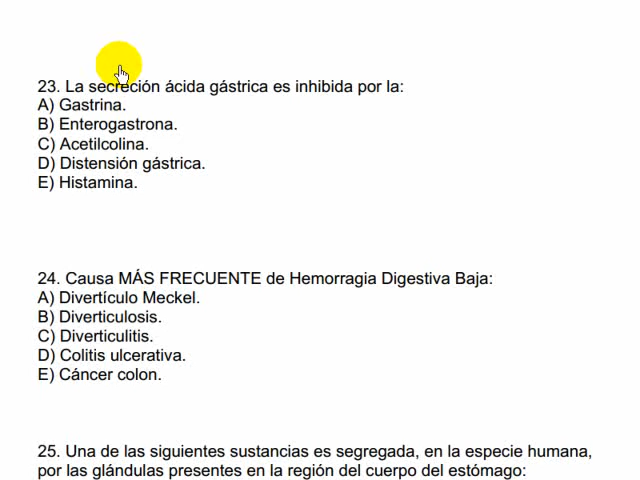 23. La secreción ácida gástrica es inhibida por la:
A) Gastrina.
B) Enterogastrona.
C) Acetilcolina.
D) Distensión gástrica.
E) Histamina.
24. Causa MÁS FRECUENTE de Hemorragia Digestiva Baja:
A) Divertículo Meckel.
B) Diverticulosis.
C) Diverticulitis.
D) Colitis ulcerativa.
E) Cáncer colon.
25. Una de las siguientes sustancias es segregada, en la especie humana,
por las glándulas presentes en la región del cuerpo del estómago: